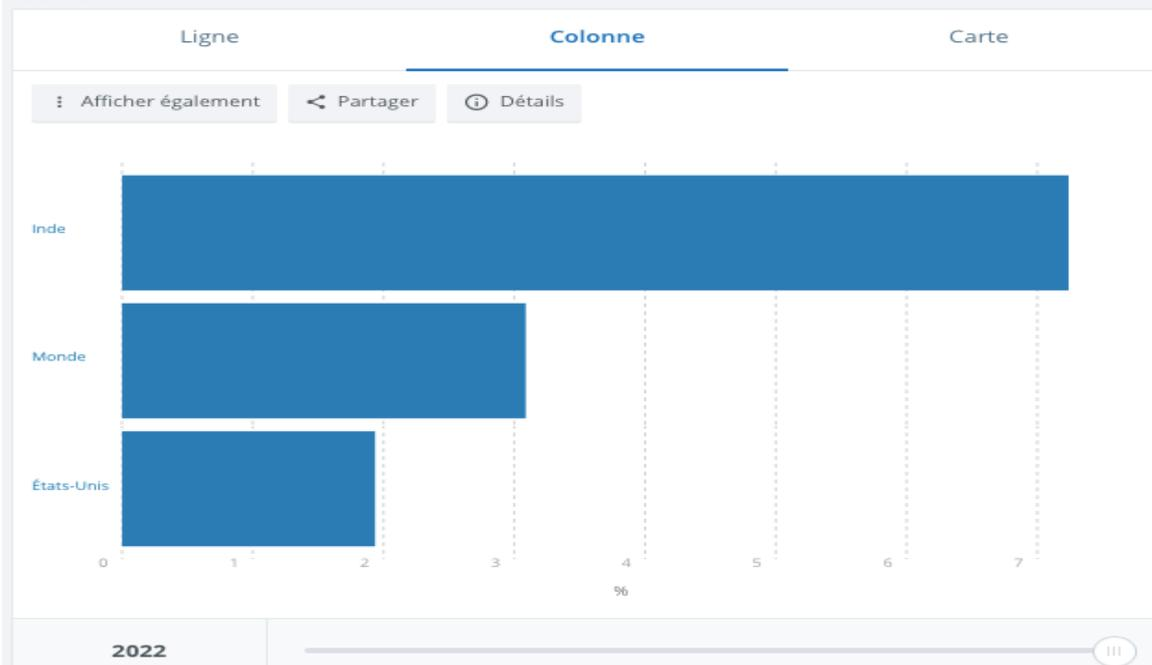 Ligne Colonne Carte
Afficher également Partager Détails
Inde
Monde
États-Unis
0 1 2 3 4 5 6 7
%
2022